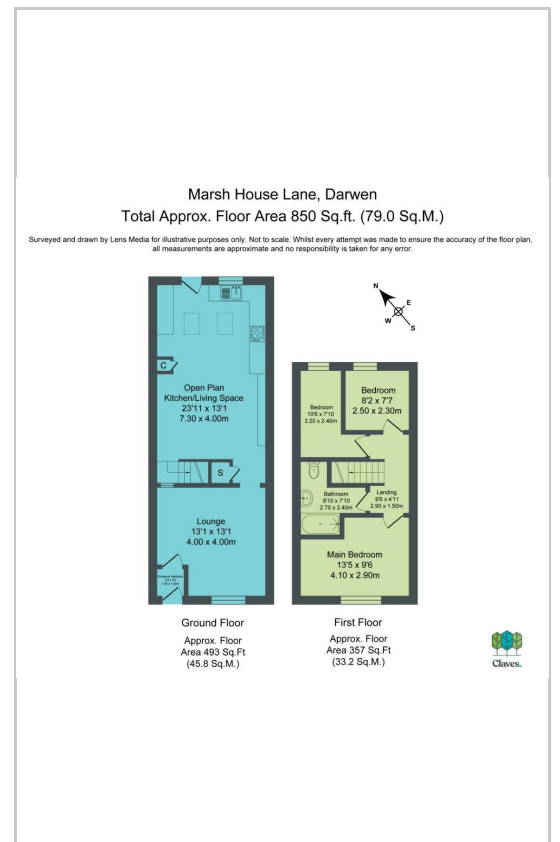 Marsh House Lane, Darwen
Total Approx. Floor Area 850 Sq.ft. (79.0 Sq.M.)
Surveyed and drawn by Lens Media for illustrative purposes only. Not to scale. Whilst every attempt was made to ensure the accuracy of the floor plan,
all measurements are approximate and no responsibility is taken for any error.
N
E
W
S
C
Open Plan
Kitchen/Living Space
23'11 x 13'1
7.30 x 4.00m
S
Lounge
13'1 x 13'1
4.00 x 4.00m
Entrance Vestibule
Bedroom
10'6 x 7'10
3.20 x 2.40m
Bedroom
8'2 x 7'7
2.50 x 2.30m
Bathroom
8'10 x 7'10
2.70 x 2.40m
Landing
9'6 x 4'11
2.90 x 1.50m
Main Bedroom
13'5 x 9'6
4.10 x 2.90m
Ground Floor
Approx. Floor
Area 493 Sq.Ft
(45.8 Sq.M.)
First Floor
Approx. Floor
Area 357 Sq.Ft
(33.2 Sq.M.)
Claves.